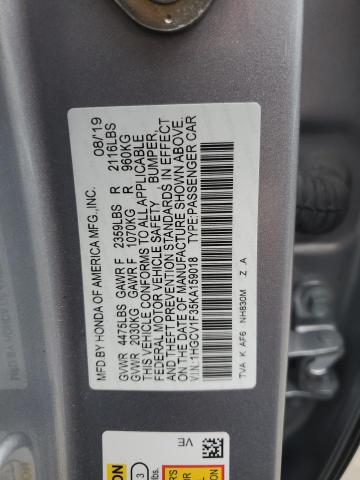 MFD BY HONDA OF AMERICA MFG.,INC. 08/19
GVWR 4475LBS GAWR F 2359LBS R 2116LBS
GVWR 2030KG GAWR F 1070KG R 960KG
THIS VEHICLE CONFORMS TO ALL APPLICABLE
FEDERAL MOTOR VEHICLE SAFETY, BUMPER,
AND THEFT PREVENTION STANDARDS IN EFFECT
ON THE DATE OF MANUFACTURE SHOWN ABOVE.
V.I.N.:1HGCV1F35KA159018 TYPE:PASSENGER CAR
TVA K AF6 NH830M Z A
VE
3
lbs.